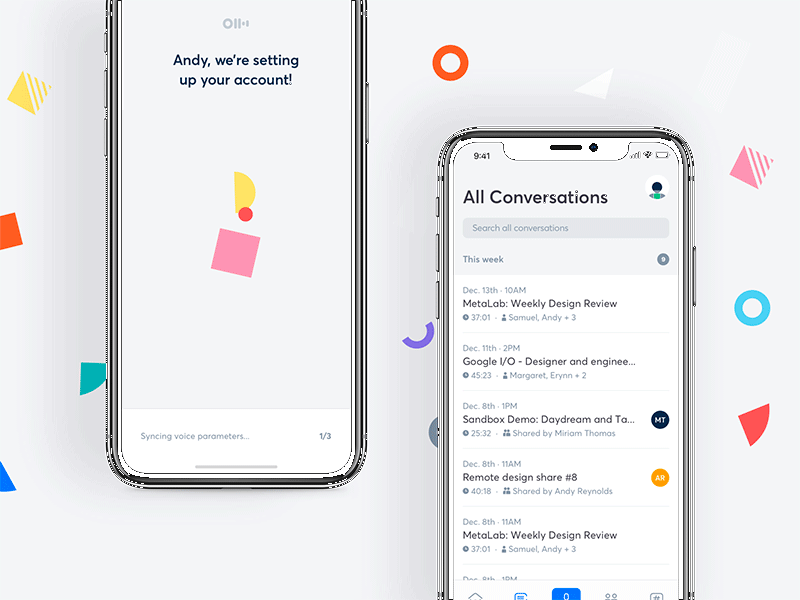 Andy, we're setting
up your account!
Syncing voice parameters...
1/3
9:41
All Conversations
Search all conversations
This week
9
Dec. 13th · 10AM
MetaLab: Weekly Design Review
37:01 · Samuel, Andy + 3
Dec. 11th · 2PM
Google I/O - Designer and enginee...
45:23 · Margaret, Erynn + 2
Dec. 8th · 1PM
Sandbox Demo: Daydream and Ta...
MT
25:32 · Shared by Miriam Thomas
Dec. 8th · 11AM
Remote design share #8
AR
40:18 · Shared by Andy Reynolds
Dec. 8th · 11AM
MetaLab: Weekly Design Review
37:01 · Samuel, Andy + 3
Dec. 8th · 1PM